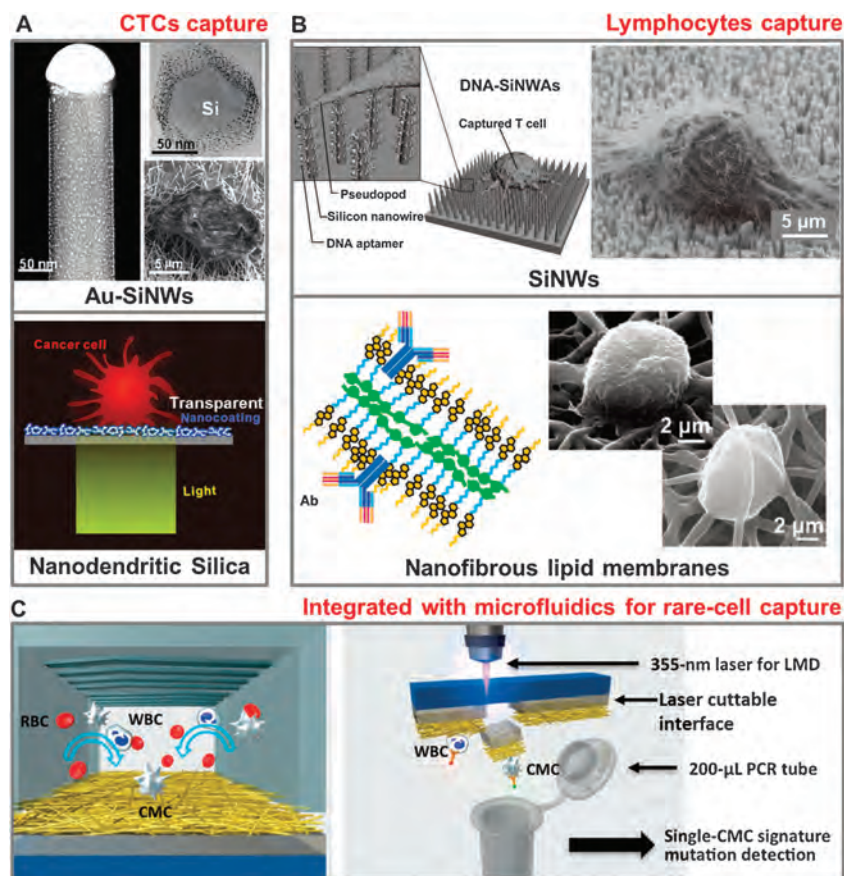 A
CTCs capture
Si
50 nm
50 nm
5 µm
Au-SiNWs
Cancer cell
Transparent
Nanocoating
Light
Nanodendritic Silica
B
Lymphocytes capture
DNA-SiNWAs
Captured T cell
Pseudopod
Silicon nanowire
DNA aptamer
5 µm
SiNWs
Ab
2 µm
2 µm
Nanofibrous lipid membranes
C
Integrated with microfluidics for rare-cell capture
RBC
WBC
CMC
355-nm laser for LMD
Laser cuttable
interface
WBC
CMC
200-µL PCR tube
Single-CMC signature
mutation detection